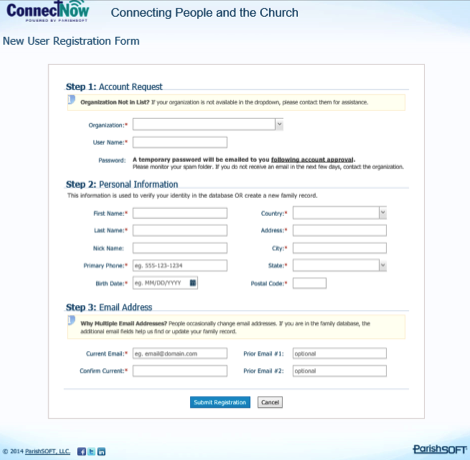 ConnectNow
POWERED BY PARISHSOFT
Connecting People and the Church
New User Registration Form
Step 1: Account Request
Organization Not in List? If your organization is not available in the dropdown, please contact them for assistance.
Organization:*
User Name:*
Password: A temporary password will be emailed to you following account approval.
Please monitor your spam folder. If you do not receive an email in the next few days, contact the organization.
Step 2: Personal Information
This information is used to verify your identity in the database OR create a new family record.
First Name:* Country:*
Last Name:* Address:*
Nick Name: City:*
Primary Phone:* eg. 555-123-1234 State:*
Birth Date:* eg. MM/DD/YYYY Postal Code:*
Step 3: Email Address
Why Multiple Email Addresses? People occasionally change email addresses. If you are in the family database, the
additional email fields help us find or update your family record.
Current Email:* eg. email@domain.com Prior Email #1: optional
Confirm Current:* Prior Email #2: optional
Submit Registration Cancel
© 2014 ParishSOFT, LLC. ParishSOFT